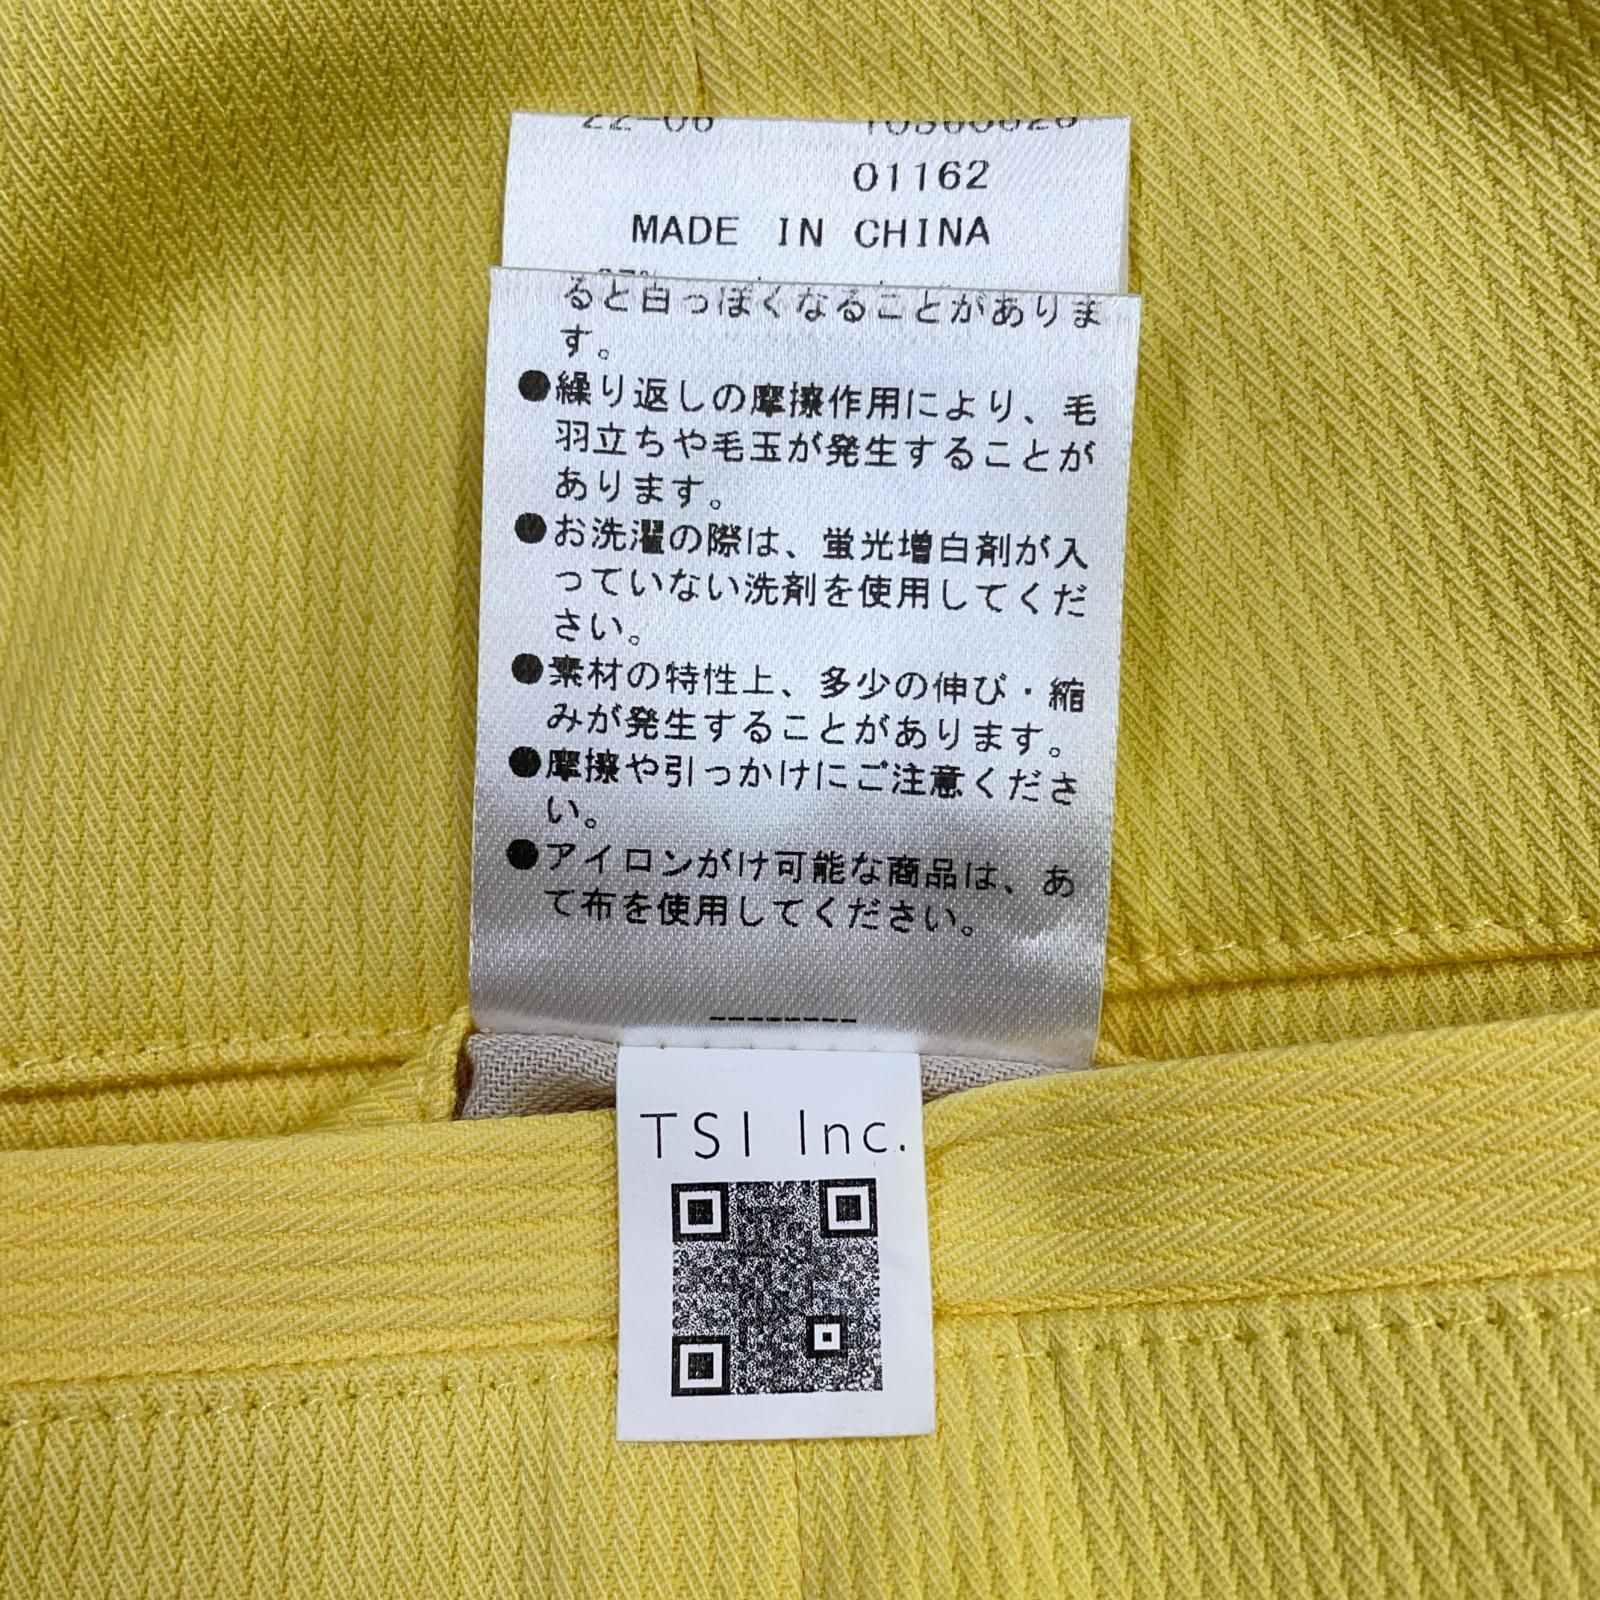 22-06
01162
MADE IN CHINA
ると白っぽくなることがありま
す。
●繰り返しの摩擦作用により、毛
羽立ちや毛玉が発生することが
あります。
●お洗濯の際は、蛍光増白剤が入
っていない洗剤を使用してくだ
さい。
●素材の特性上、多少の伸び・縮
みが発生することがあります。
●摩擦や引っかけにご注意くださ
い。
●アイロンがけ可能な商品は、あ
て布を使用してください。
--------
TSI Inc.